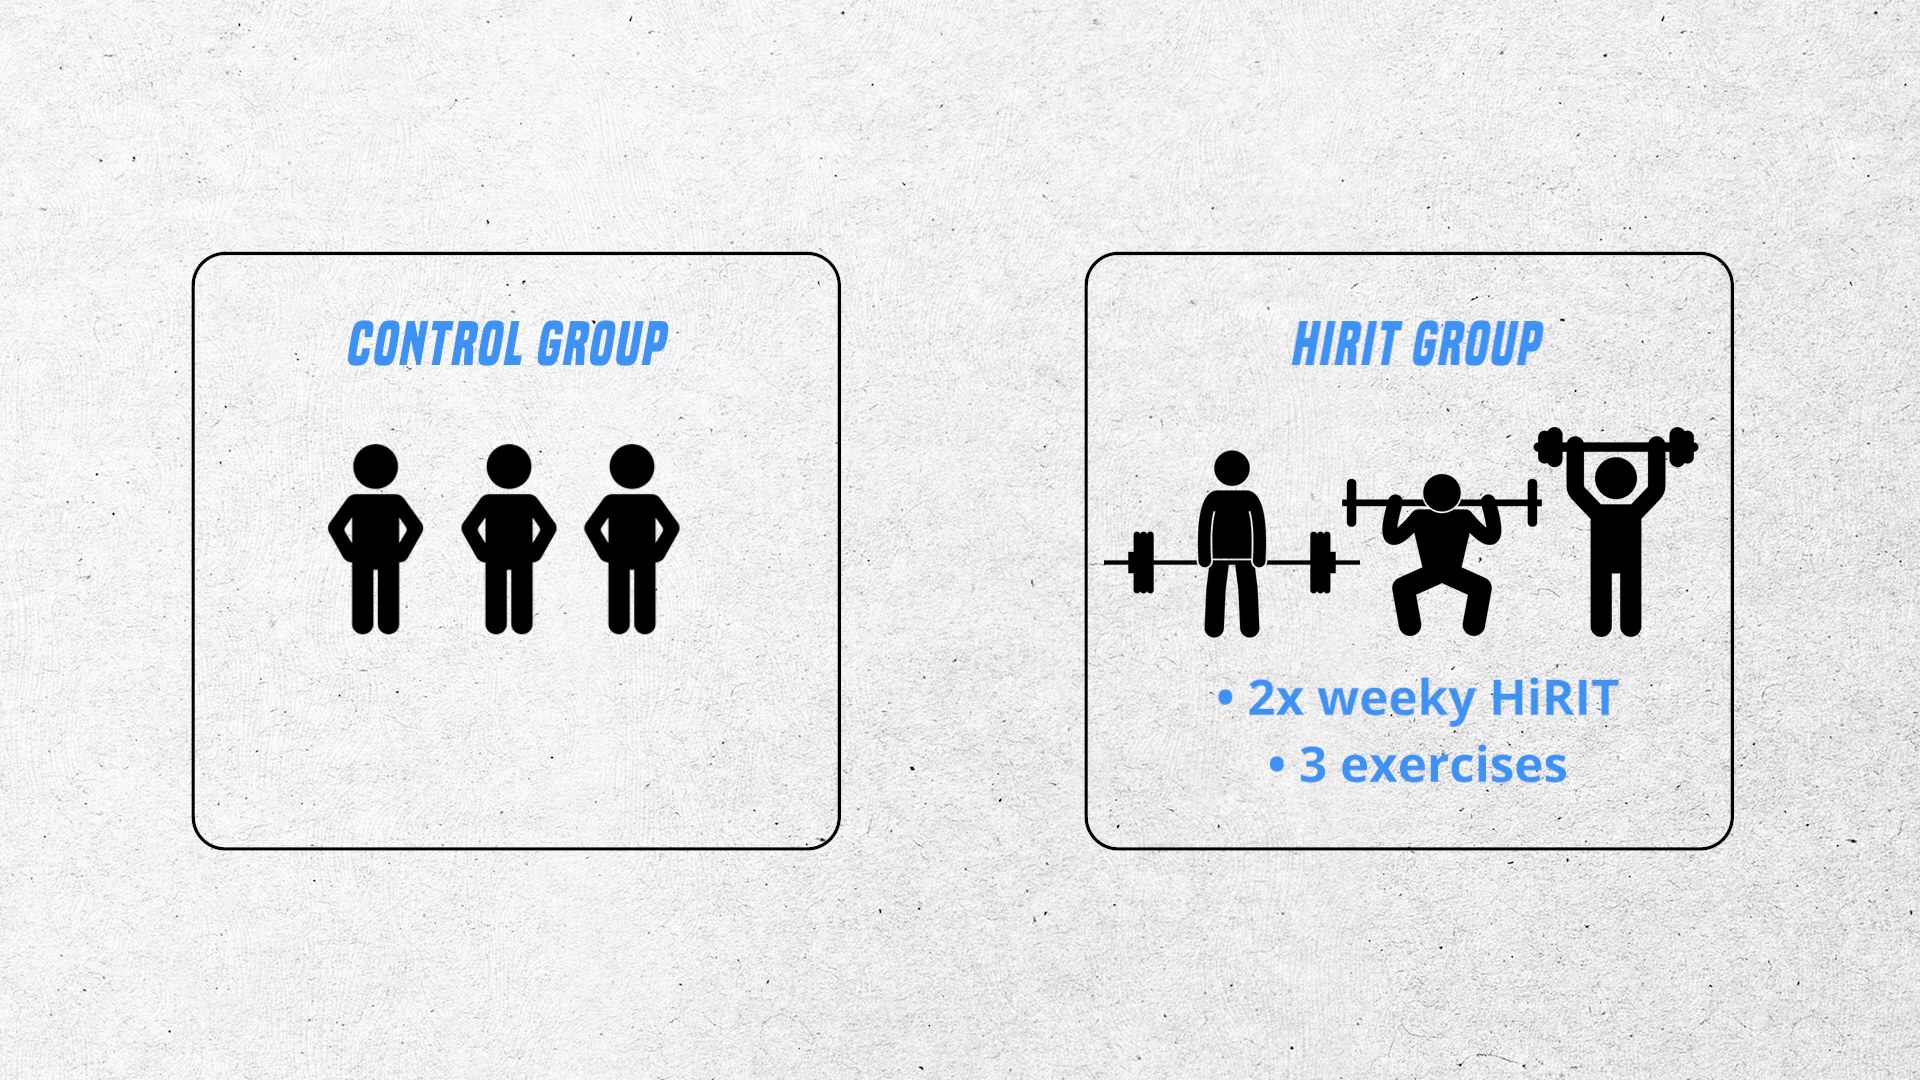 CONTROL GROUP
HIRIT GROUP
• 2x weeky HiRIT
• 3 exercises